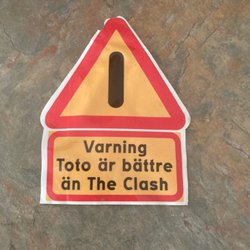 Varning
Toto är bättre
än The Clash